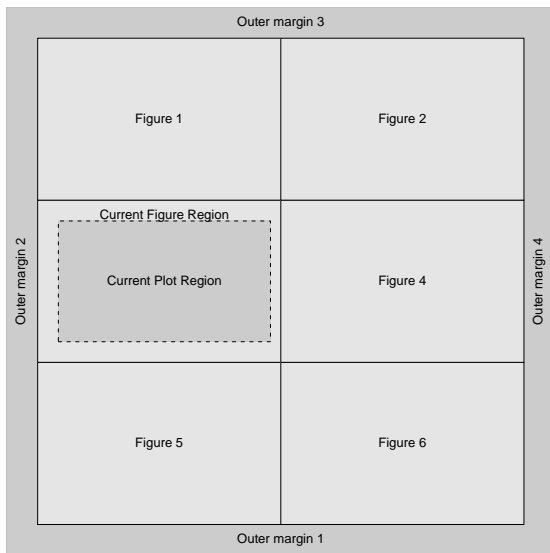 Outer margin 3
Figure 1
Figure 2
Outer margin 2
Current Figure Region
Current Plot Region
Figure 4
Outer margin 4
Figure 5
Figure 6
Outer margin 1